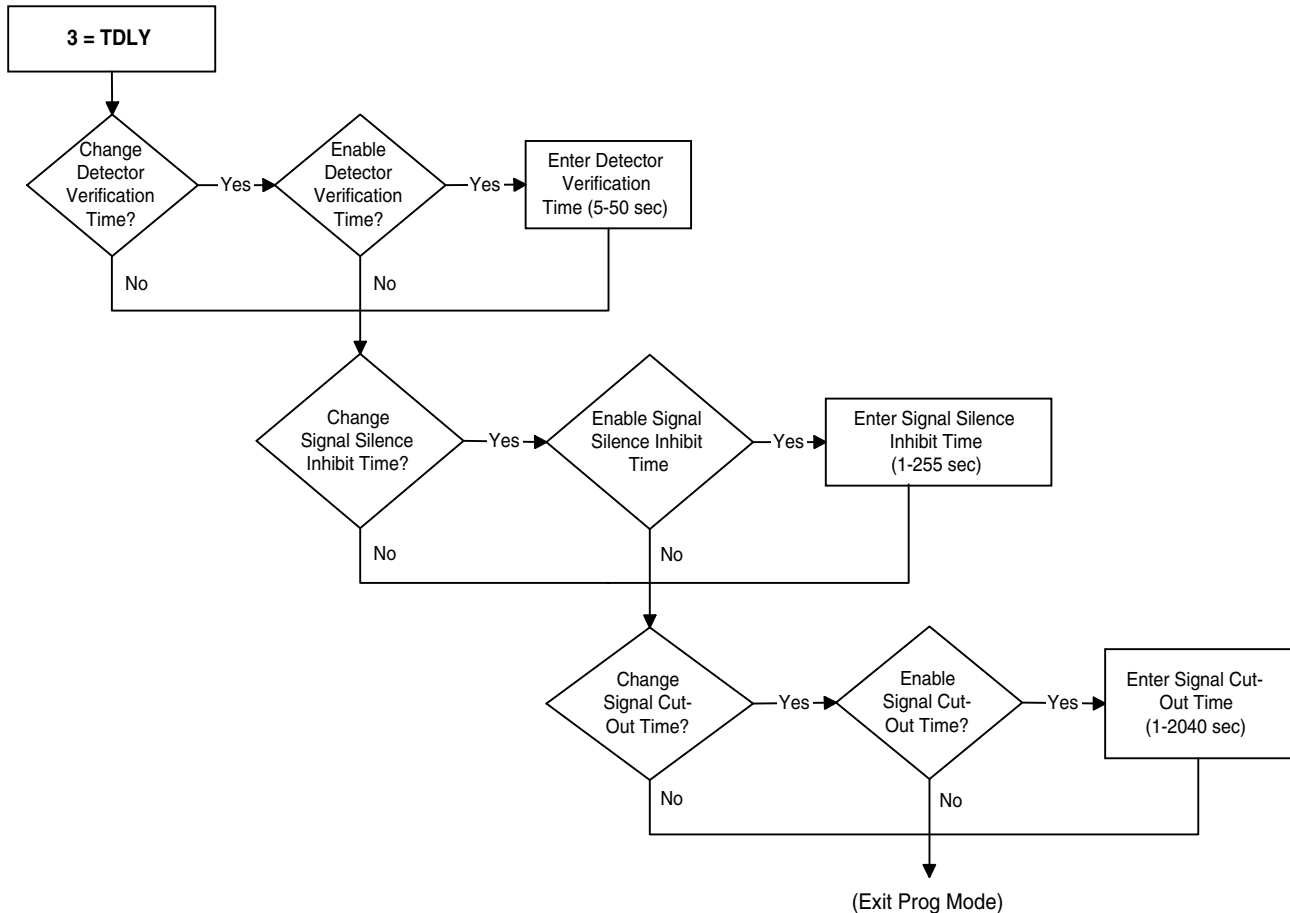 3 = TDLY
Change
Detector
Verification
Time?
Yes
Enable
Detector
Verification
Time?
Yes
Enter Detector
Verification
Time (5-50 sec)
No
No
Change
Signal Silence
Inhibit Time?
Yes
Enable Signal
Silence Inhibit
Time
Yes
Enter Signal Silence
Inhibit Time
(1-255 sec)
No
No
Change
Signal Cut-
Out Time?
Yes
Enable
Signal Cut-
Out Time?
Yes
Enter Signal Cut-
Out Time
(1-2040 sec)
No
No
(Exit Prog Mode)